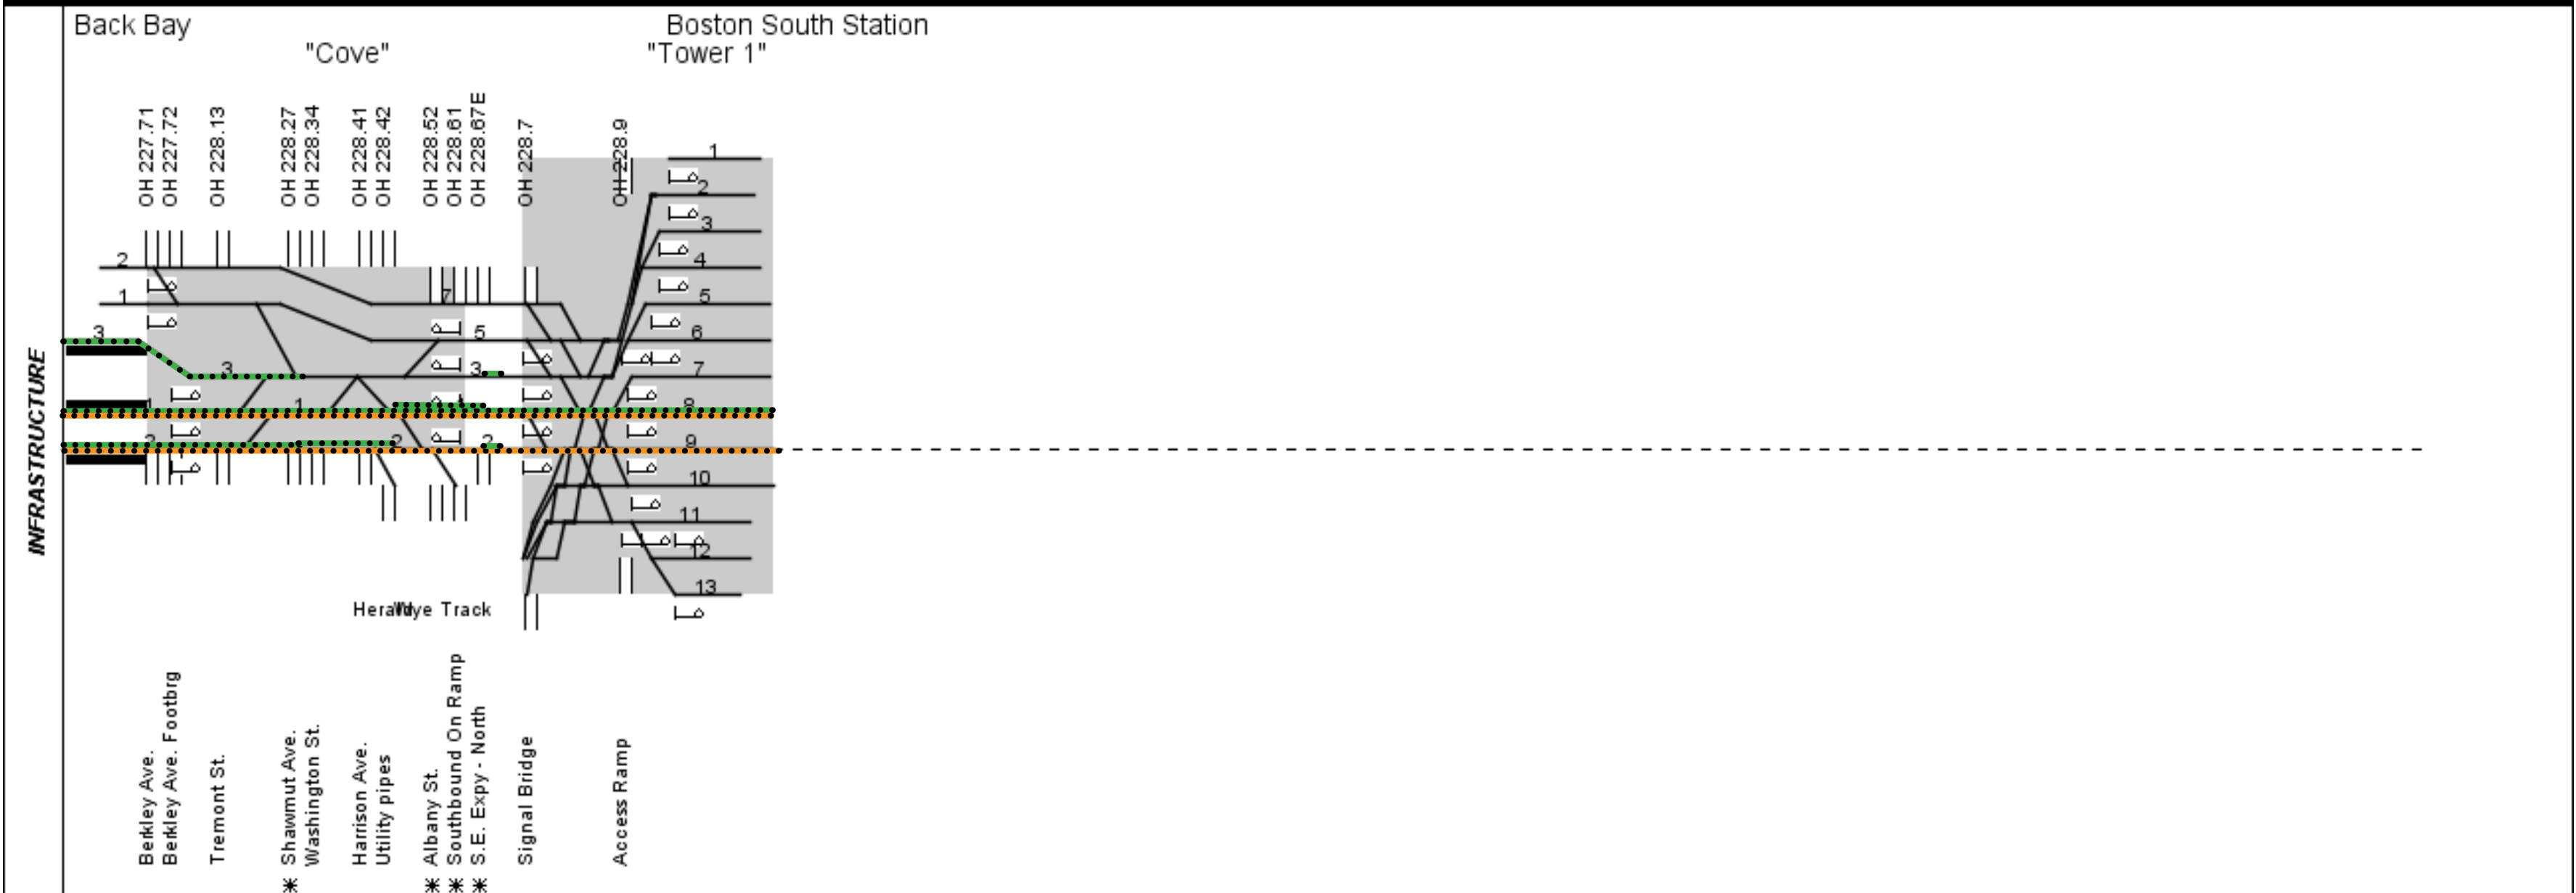 Back Bay
Boston South Station
"Cove"
"Tower 1"
OH 227.71
OH 227.72
OH 228.13
OH 228.27
OH 228.34
OH 228.41
OH 228.42
OH 228.52
OH 228.61
OH 228.67E
OH 228.7
OH 228.9
1
2
3
2
4
1
7
5
3
5
6
3
3
7
1
1
1
8
2
2
2
9
10
11
12
13
INFRASTRUCTURE
Herald
Wye Track
Berkley Ave.
Berkley Ave. Footbrg
Tremont St.
* Shawmut Ave.
Washington St.
Harrison Ave.
Utility pipes
* Albany St.
* Southbound On Ramp
* S.E. Expy - North
Signal Bridge
Access Ramp